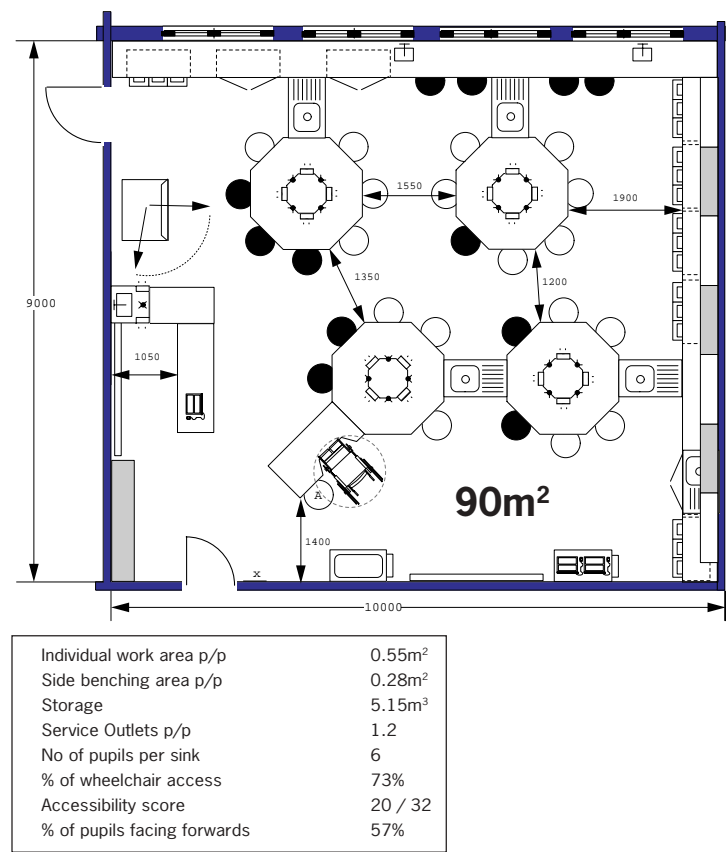 1550
1900
1350
1200
9000
1050
A
90m²
1400
x
10000
Individual work area p/p 0.55m²
Side benching area p/p 0.28m²
Storage 5.15m³
Service Outlets p/p 1.2
No of pupils per sink 6
% of wheelchair access 73%
Accessibility score 20 / 32
% of pupils facing forwards 57%